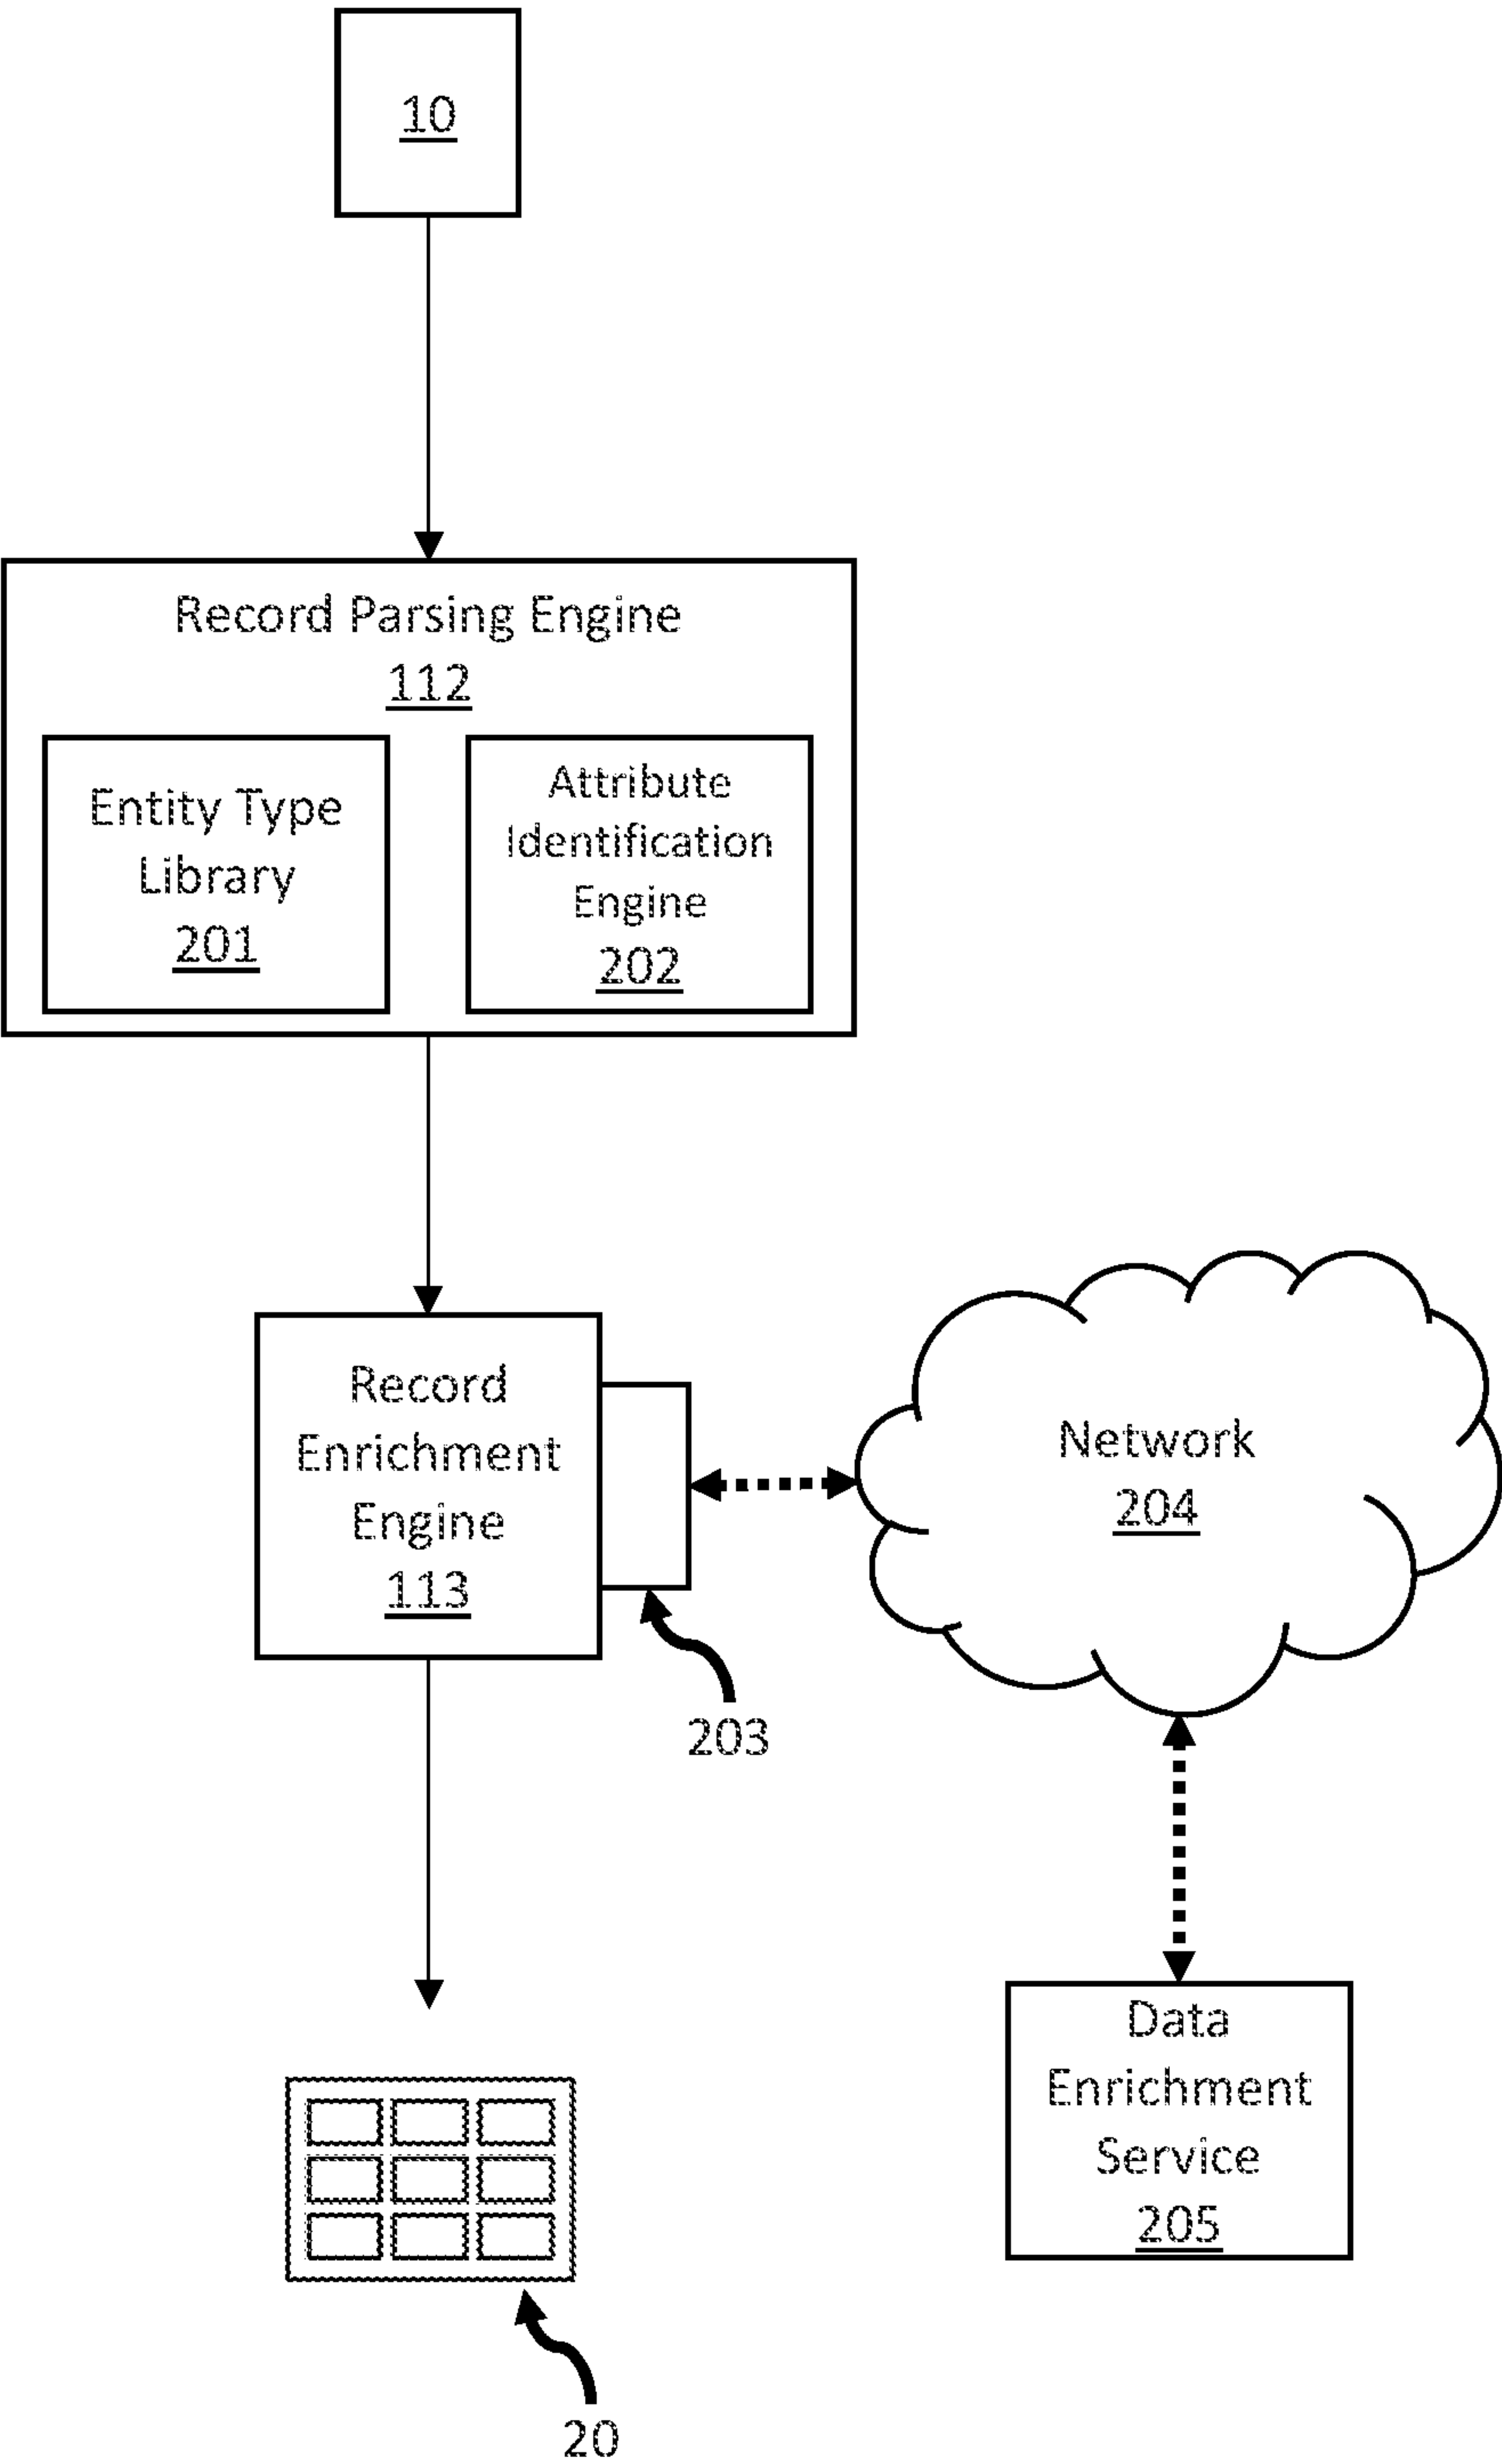 10
Record Parsing Engine
112
Entity Type
Library
201
Attribute
Identification
Engine
202
Record
Enrichment
Engine
113
203
Network
204
Data
Enrichment
Service
205
20